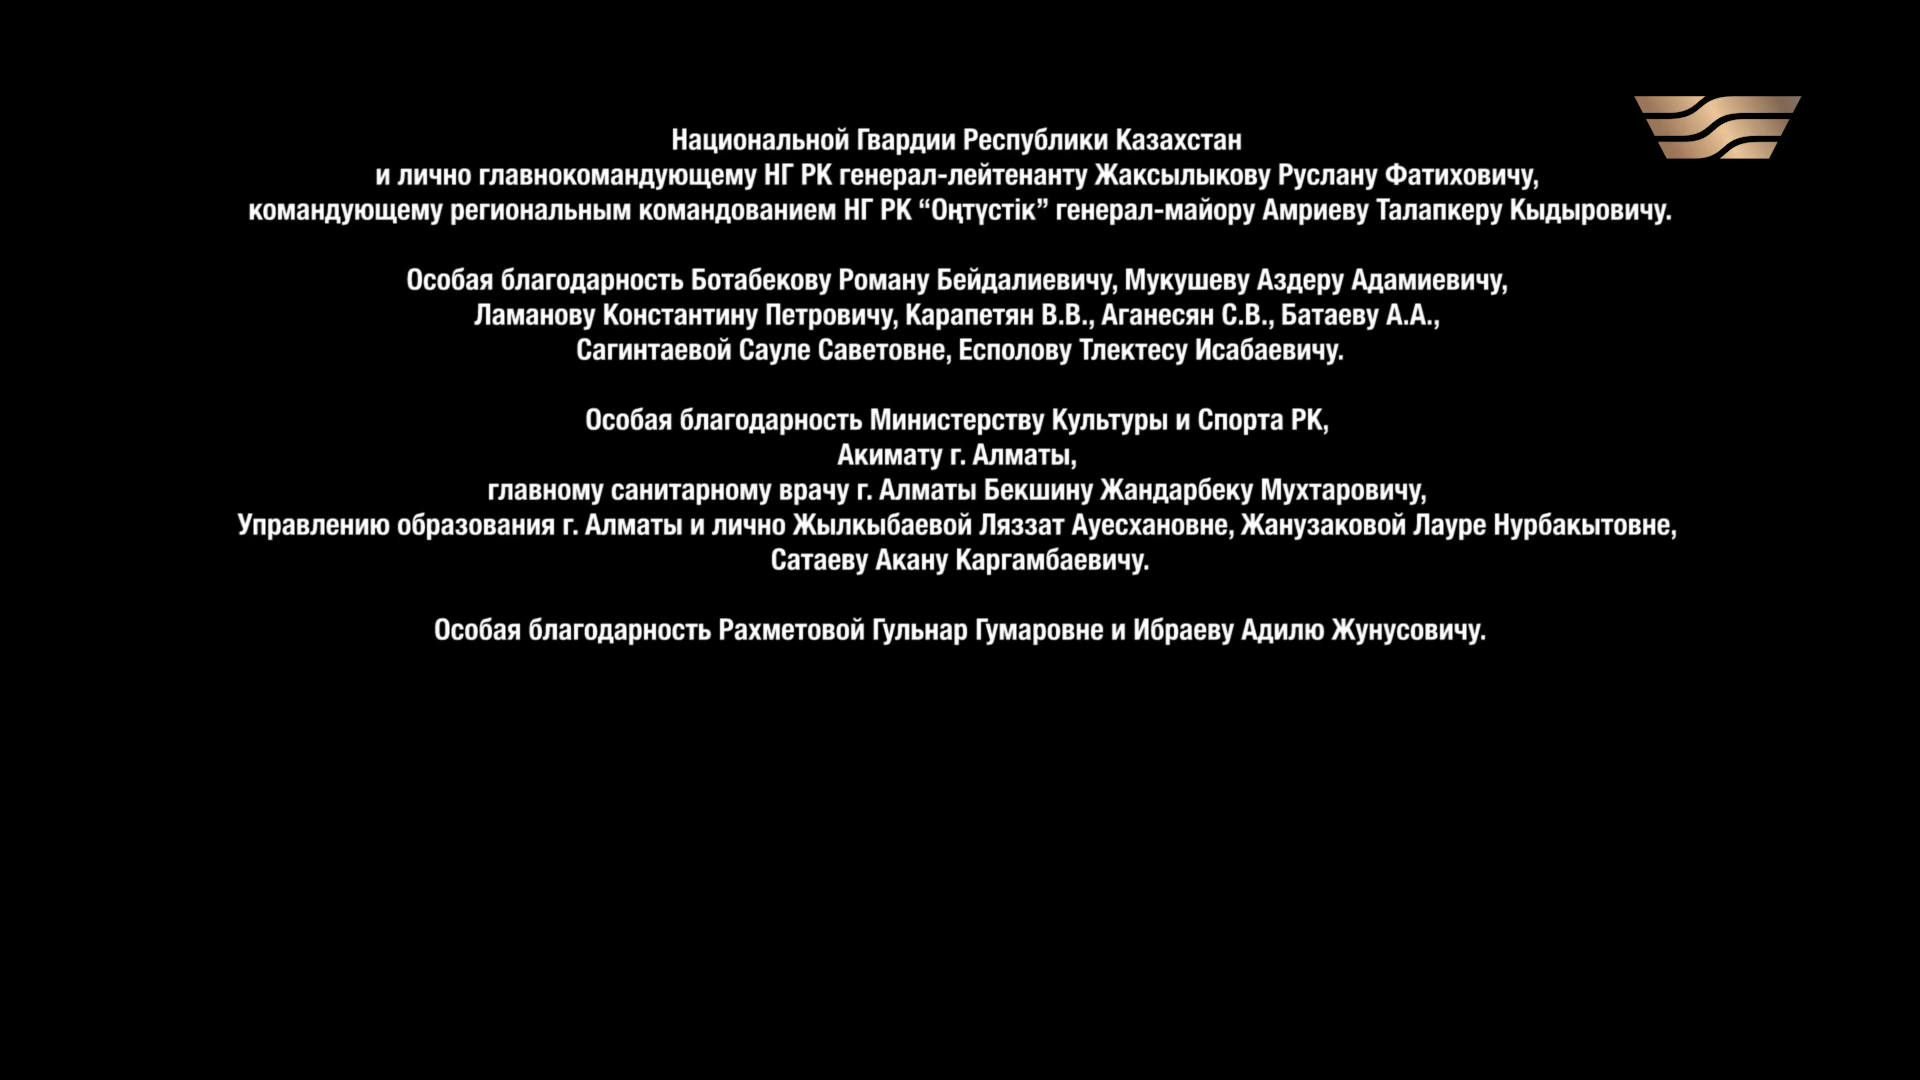 Национальной Гвардии Республики Казахстан
и лично главнокомандующему НГ РК генерал-лейтенанту Жаксылыкову Руслану Фатиховичу,
командующему региональным командованием НГ РК “Оңтүстік” генерал-майору Амриеву Талапкеру Кыдыровичу.
Особая благодарность Ботабекову Роману Бейдалиевичу, Мукушеву Аздеру Адамиевичу,
Ламанову Константину Петровичу, Карапетян В.В., Аганесян С.В., Батаеву А.А.,
Сагинтаевой Сауле Саветовне, Есполову Тлектесу Исабаевичу.
Особая благодарность Министерству Культуры и Спорта РК,
Акимату г. Алматы,
главному санитарному врачу г. Алматы Бекшину Жандарбеку Мухтаровичу,
Управлению образования г. Алматы и лично Жылкыбаевой Ляззат Ауесхановне, Жанузаковой Лауре Нурбакытовне,
Сатаеву Акану Каргамбаевичу.
Особая благодарность Рахметовой Гульнар Гумаровне и Ибраеву Адилю Жунусовичу.